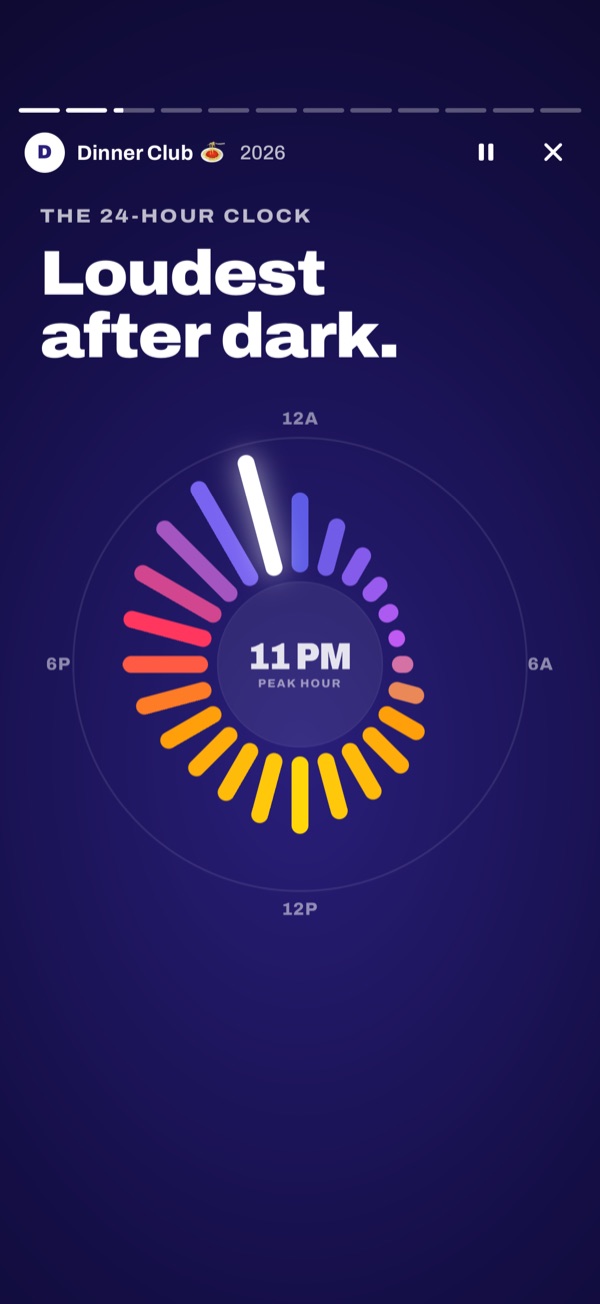 D Dinner Club 🍝 2026
THE 24-HOUR CLOCK
Loudest
after dark.
12A
11 PM
PEAK HOUR
6P
6A
12P